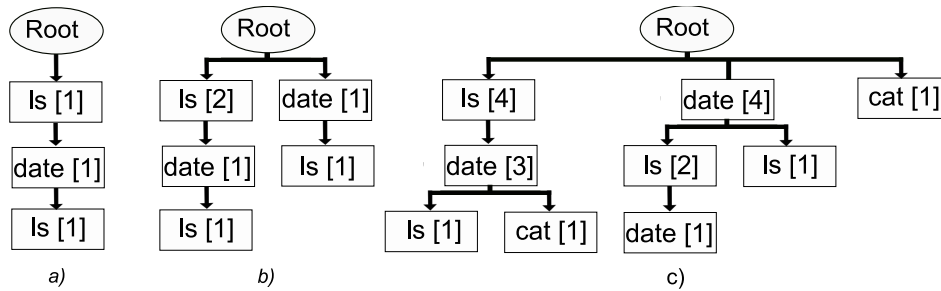 Root Root Root
ls [1] ls [2] date [1] ls [4] date [4] cat [1]
date [1] date [1] ls [1] date [3] ls [2] ls [1]
ls [1] ls [1] ls [1] cat [1] date [1]
a) b) c)